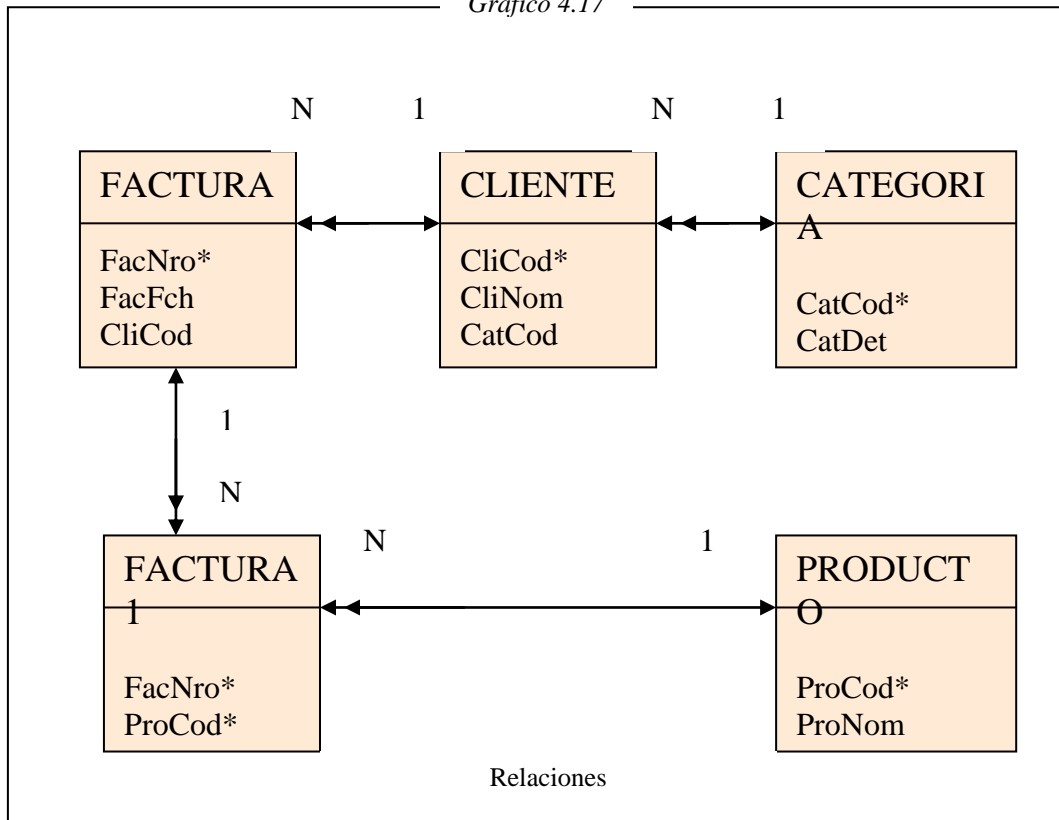 Gráfico 4.17
N 1 N 1
FACTURA
FacNro*
FacFch
CliCod
CLIENTE
CliCod*
CliNom
CatCod
CATEGORI
A
CatCod*
CatDet
1
N
N 1
FACTURA
1
FacNro*
ProCod*
PRODUCT
O
ProCod*
ProNom
Relaciones